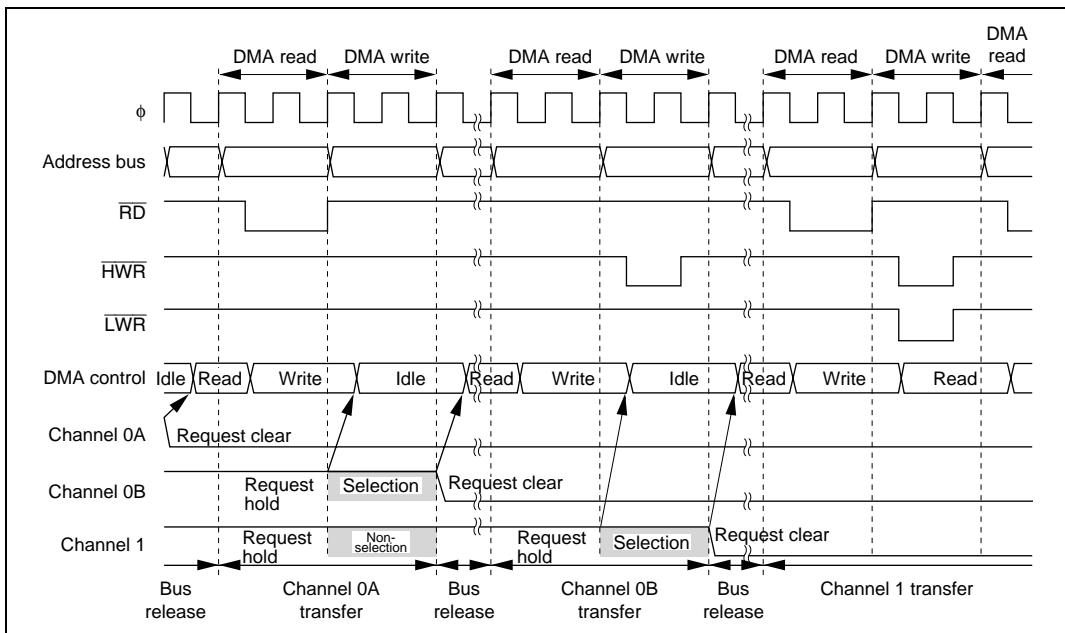 DMA read DMA write DMA read DMA write DMA read DMA write DMA
read
ϕ
Address bus
RD
HWR
LWR
DMA control Idle Read Write Idle Read Write Idle Read Write Read
Channel 0A Request clear
Channel 0B Request
hold Selection Request clear
Channel 1 Request
hold Non-
selection Request
hold Selection Request clear
Bus
release Channel 0A
transfer Bus
release Channel 0B
transfer Bus
release Channel 1 transfer